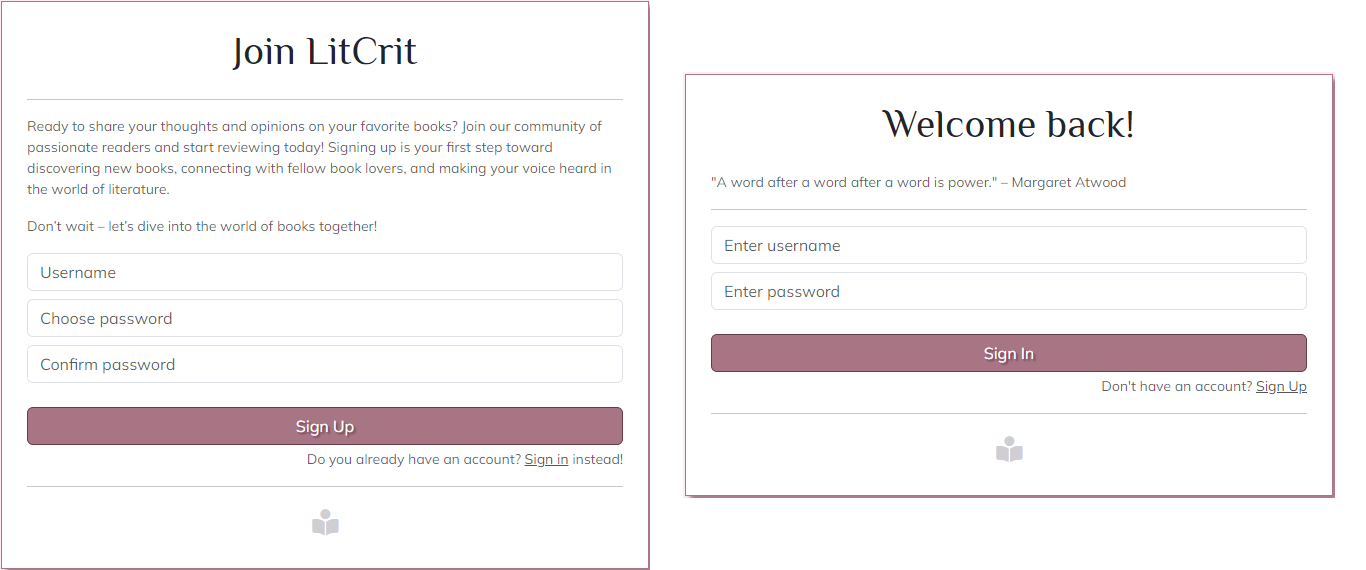 Join LitCrit
Ready to share your thoughts and opinions on your favorite books? Join our community of
passionate readers and start reviewing today! Signing up is your first step toward
discovering new books, connecting with fellow book lovers, and making your voice heard in
the world of literature.
Don’t wait – let’s dive into the world of books together!
Username
Choose password
Confirm password
Sign Up
Do you already have an account? Sign in instead!
Welcome back!
"A word after a word after a word is power." – Margaret Atwood
Enter username
Enter password
Sign In
Don't have an account? Sign Up